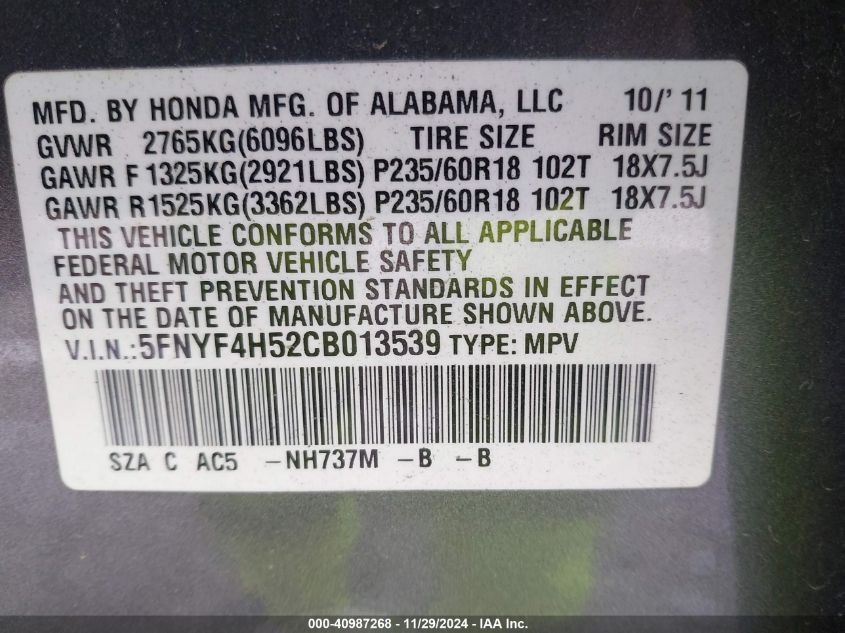 MFD. BY HONDA MFG. OF ALABAMA, LLC 10/' 11
GVWR 2765KG(6096LBS) TIRE SIZE RIM SIZE
GAWR F 1325KG(2921LBS) P235/60R18 102T 18X7.5J
GAWR R1525KG(3362LBS) P235/60R18 102T 18X7.5J
THIS VEHICLE CONFORMS TO ALL APPLICABLE
FEDERAL MOTOR VEHICLE SAFETY
AND THEFT PREVENTION STANDARDS IN EFFECT
ON THE DATE OF MANUFACTURE SHOWN ABOVE.
V.I.N.:5FNYF4H52CB013539 TYPE: MPV
SZA C AC5 -NH737M -B -B
000-40987268 - 11/29/2024 - IAA Inc.